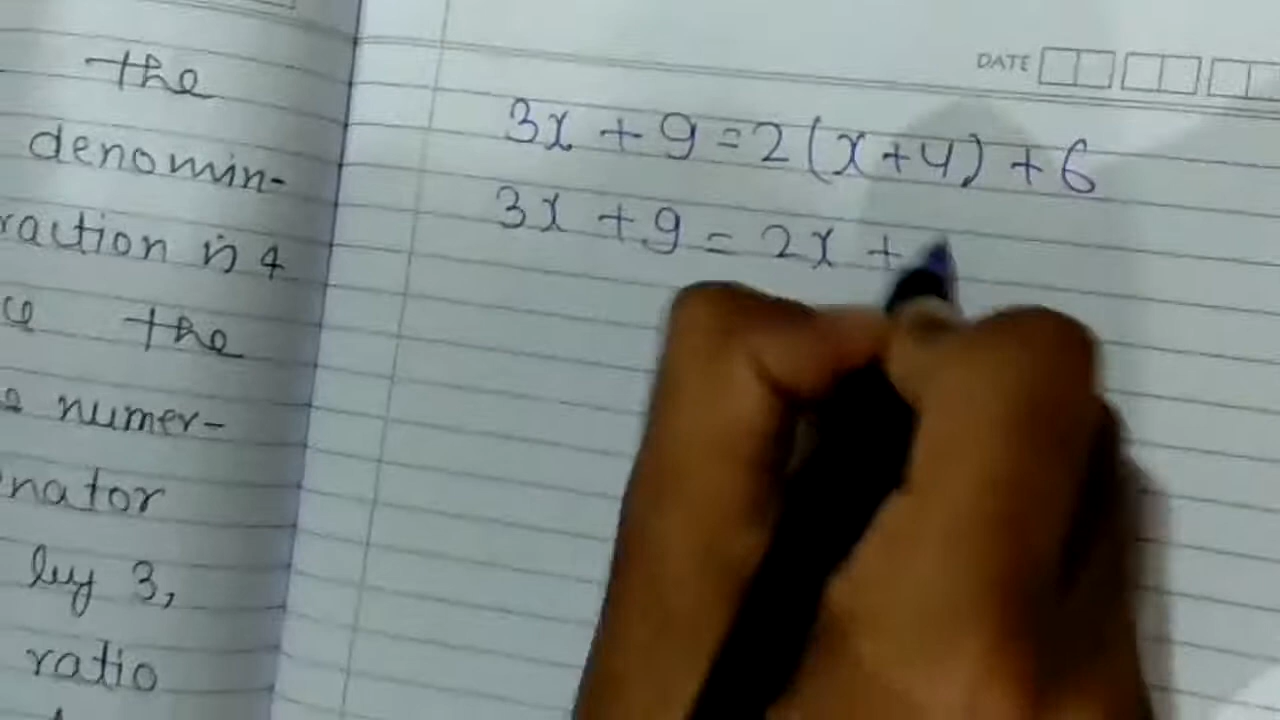 the
denomin-
raction is 4
the
numer-
nator
by 3,
ratio
DATE
3x + 9 = 2(x+4) + 6
3x + 9 = 2x +